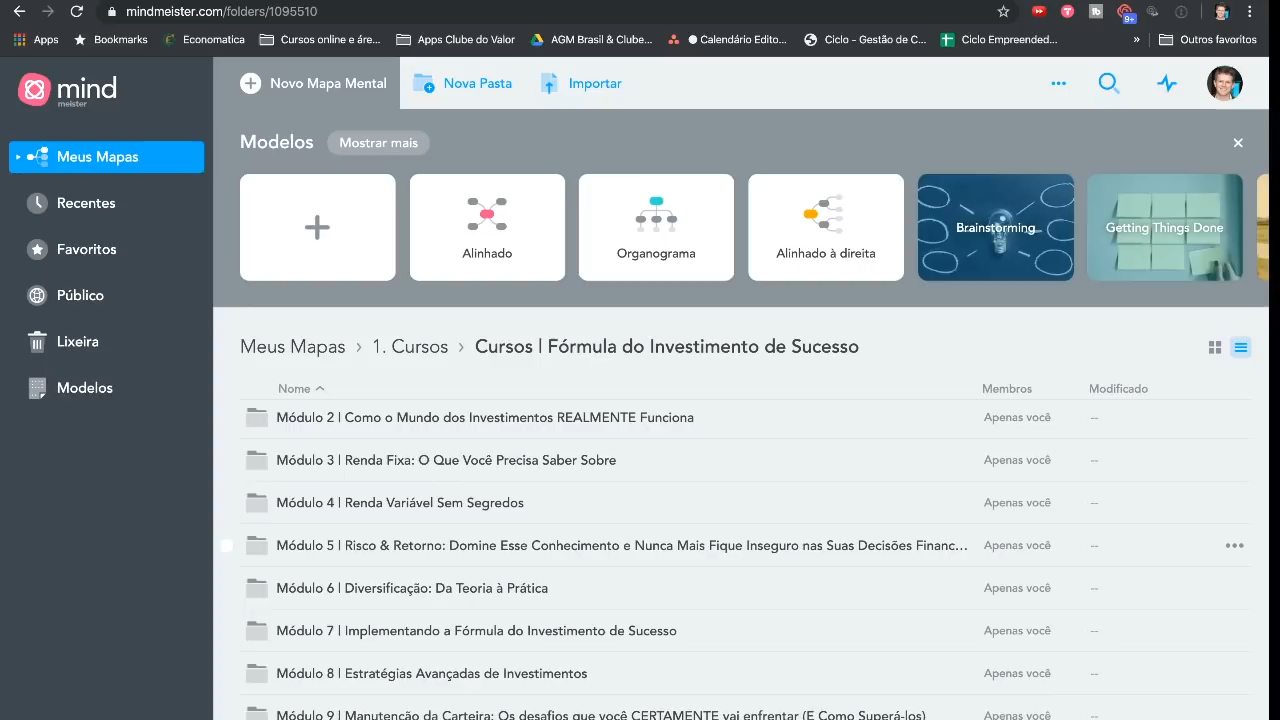 mindmeister.com/folders/1095510
9+
Apps
Bookmarks
Economatica
Cursos online e áre...
Apps Clube do Valor
AGM Brasil & Clube...
Calendário Edito...
Ciclo - Gestão de C...
Ciclo Empreended...
»
Outros favoritos
mind
meister
Novo Mapa Mental
Nova Pasta
Importar
Meus Mapas
Recentes
Favoritos
Público
Lixeira
Modelos
Modelos
Mostrar mais
Alinhado
Organograma
Alinhado à direita
Brainstorming
Getting Things Done
Meus Mapas › 1. Cursos › Cursos | Fórmula do Investimento de Sucesso
Nome Membros Modificado
Módulo 2 | Como o Mundo dos Investimentos REALMENTE Funciona Apenas você --
Módulo 3 | Renda Fixa: O Que Você Precisa Saber Sobre Apenas você --
Módulo 4 | Renda Variável Sem Segredos Apenas você --
Módulo 5 | Risco & Retorno: Domine Esse Conhecimento e Nunca Mais Fique Inseguro nas Suas Decisões Financ... Apenas você --
Módulo 6 | Diversificação: Da Teoria à Prática Apenas você --
Módulo 7 | Implementando a Fórmula do Investimento de Sucesso Apenas você --
Módulo 8 | Estratégias Avançadas de Investimentos Apenas você --
Módulo 9 | Manutenção da Carteira: Os desafios que você CERTAMENTE vai enfrentar (E Como Superá-los) Apenas você --